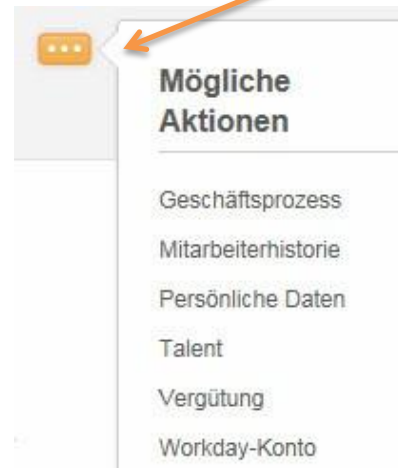 Mögliche
Aktionen
Geschäftsprozess
Mitarbeiterhistorie
Persönliche Daten
Talent
Vergütung
Workday-Konto